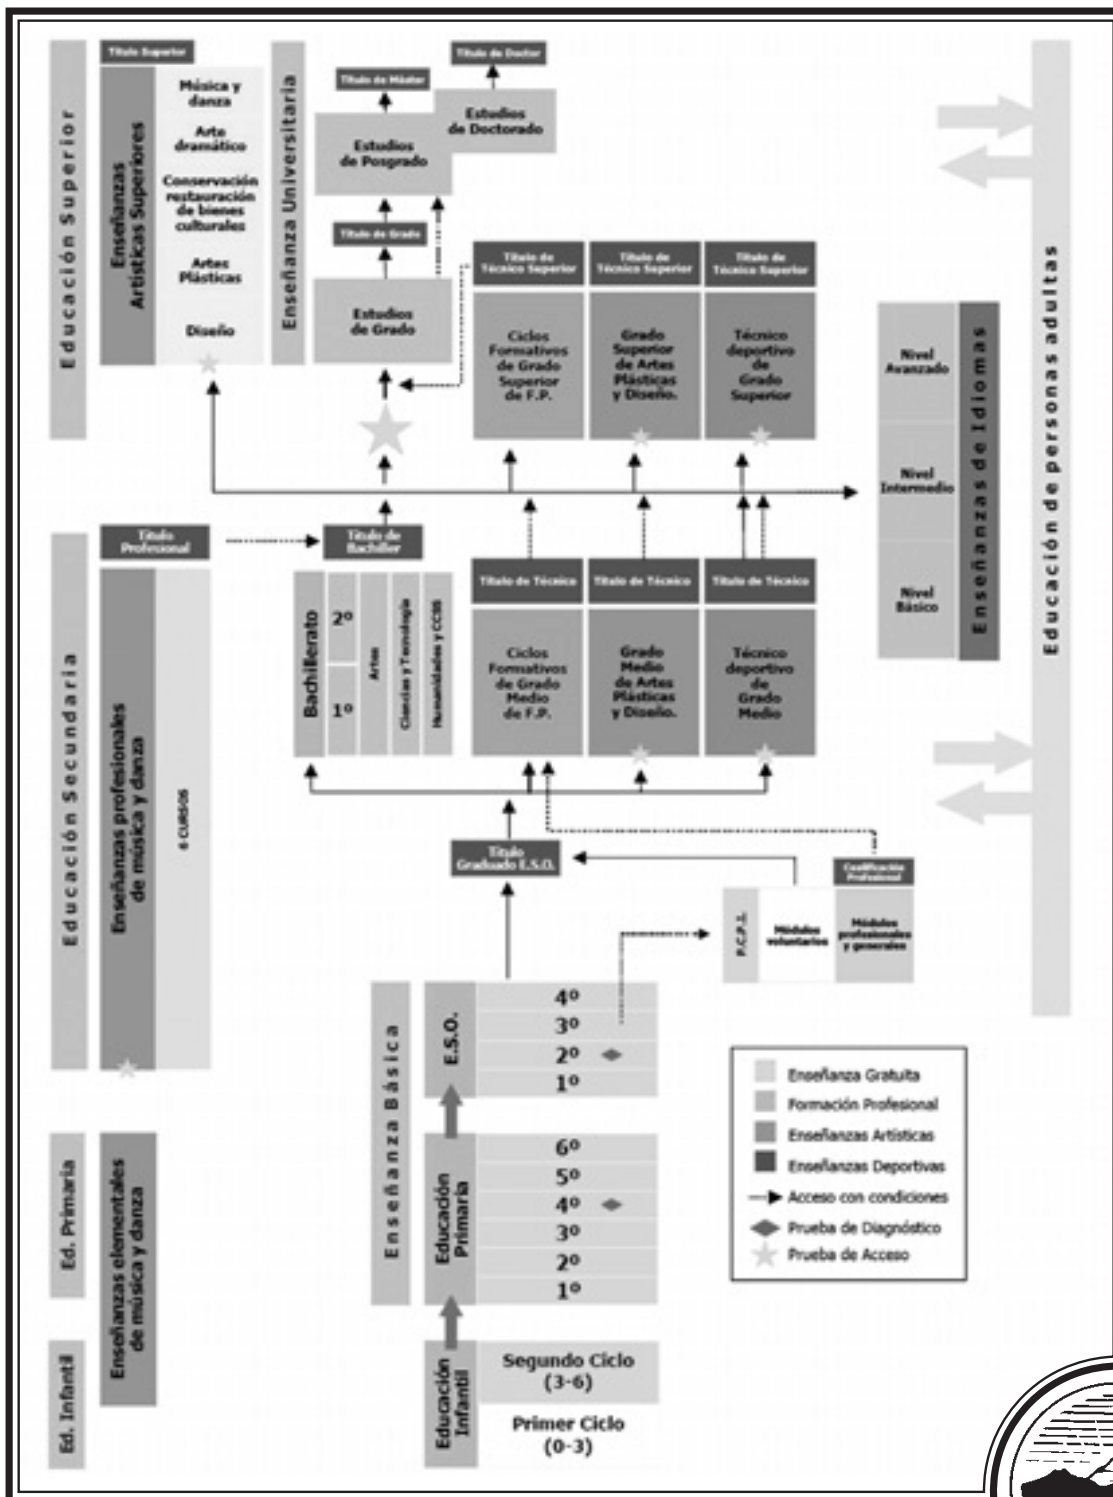 Educación Superior
Título Superior
Enseñanzas
Artísticas Superiores
Música y
danza
Arte
dramático
Conservación
restauración
de bienes
culturales
Artes
Plásticas
Diseño
Enseñanza Universitaria
Título de Máster
Título de Doctor
Estudios
de Posgrado
Estudios
de Doctorado
Título de Grado
Estudios
de Grado
Título de
Técnico Superior
Título de
Técnico Superior
Título de
Técnico Superior
Ciclos
Formativos
de Grado
Superior
de F.P.
Grado
Superior
de Artes
Plásticas
y Diseño.
Técnico
deportivo
de
Grado
Superior
Nivel
Avanzado
Nivel
Intermedio
Nivel
Básico
Enseñanzas de Idiomas
Educación de personas adultas
Educación Secundaria
Título
Profesional
Enseñanzas profesionales
de música y danza
6 CURSOS
Título de
Bachiller
Bachillerato
2º
1º
Artes
Ciencias y Tecnología
Humanidades y CCSS
Título de Técnico
Título de Técnico
Título de Técnico
Ciclos
Formativos
de Grado
Medio
de F.P.
Grado
Medio
de Artes
Plásticas
y Diseño.
Técnico
deportivo
de
Grado
Medio
Título
Graduado E.S.O.
Cualificación
Profesional
P.C.P.I.
Módulos
voluntarios
Módulos
profesionales
y generales
Enseñanza Básica
E.S.O.
4º
3º
2º
1º
Ed. Primaria
Enseñanzas elementales
de música y danza
Educación
Primaria
6º
5º
4º
3º
2º
1º
Ed. Infantil
Educación
Infantil
Segundo Ciclo
(3-6)
Primer Ciclo
(0-3)
Enseñanza Gratuita
Formación Profesional
Enseñanzas Artísticas
Enseñanzas Deportivas
Acceso con condiciones
Prueba de Diagnóstico
Prueba de Acceso